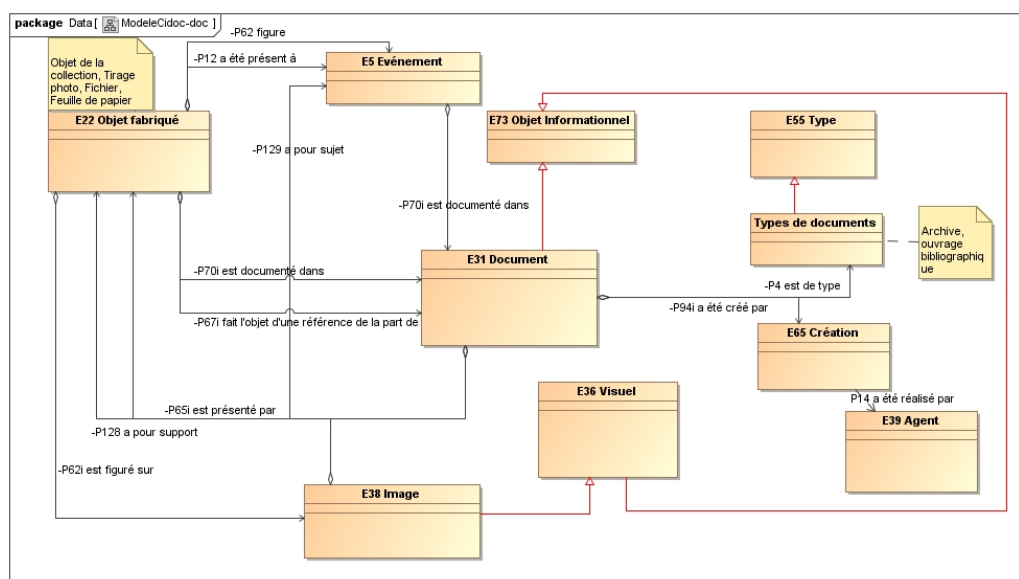 package Data [ ModeleCidoc-doc ]
-P62 figure
Objet de la
collection, Tirage
photo, Fichier,
Feuille de papier
-P12 a été présent à
E5 Evénement
E22 Objet fabriqué
E73 Objet Informationnel
E55 Type
-P129 a pour sujet
-P70i est documenté dans
Types de documents
Archive,
ouvrage
bibliographiq
ue
E31 Document
-P70i est documenté dans
-P4 est de type
-P94i a été créé par
-P67i fait l'objet d'une référence de la part de
E65 Création
E36 Visuel
P14 a été réalisé par
-P65i est présenté par
E39 Agent
-P128 a pour support
-P62i est figuré sur
E38 Image